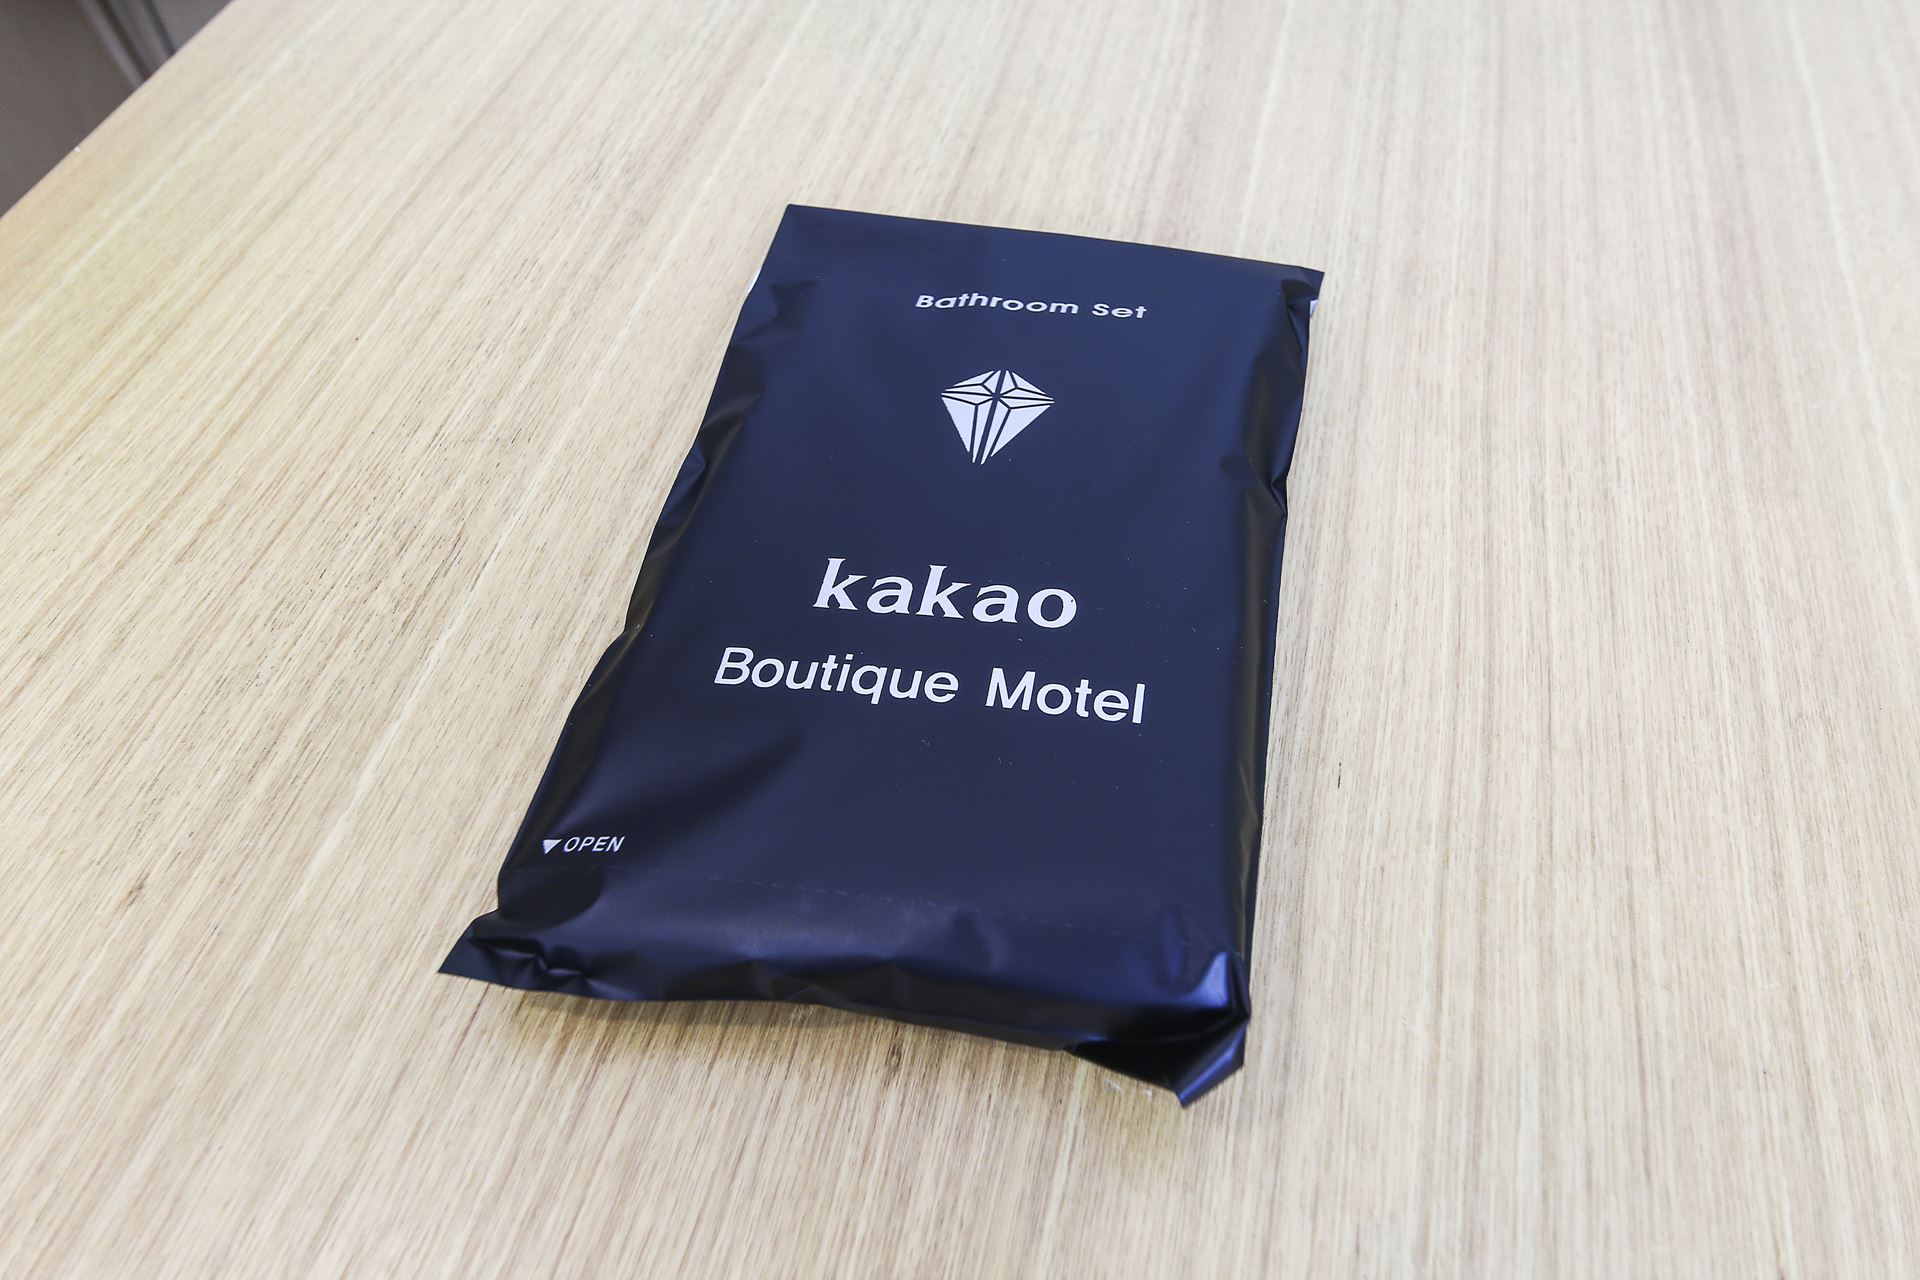 Bathroom Set
kakao
Boutique Motel
▼OPEN